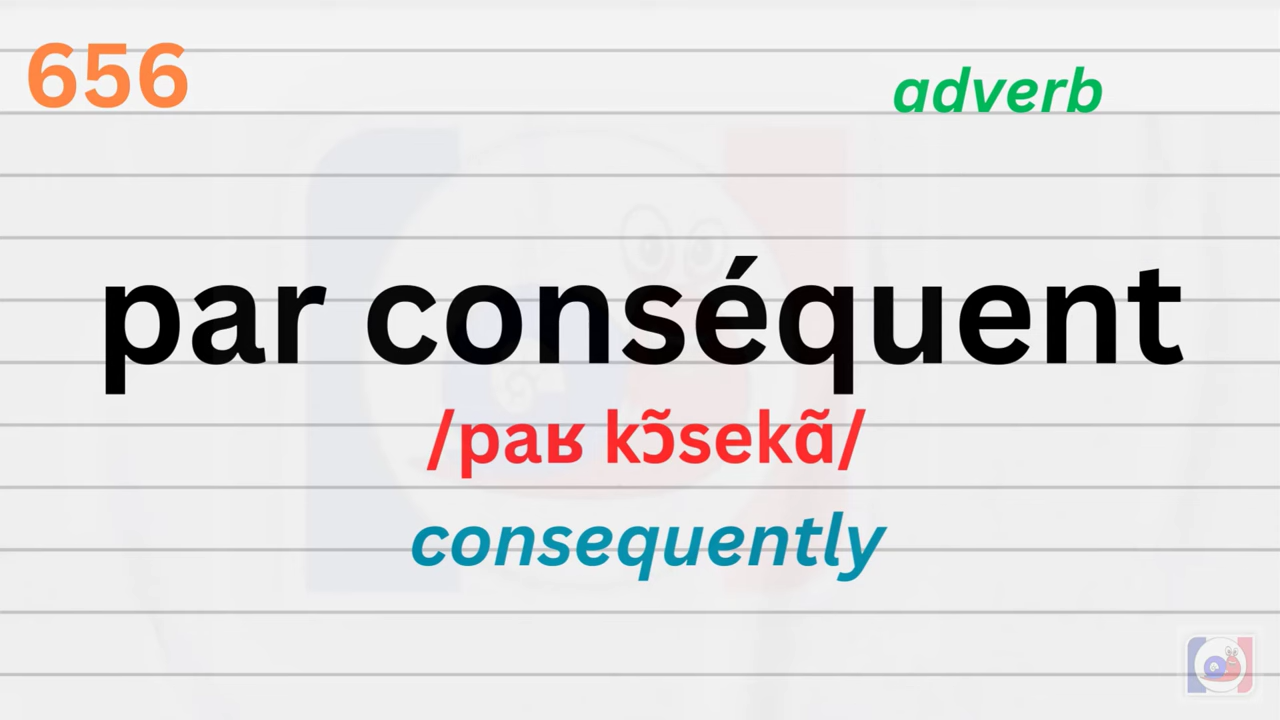 656
adverb
par conséquent
/paʁ kɔ̃sekɑ̃/
consequently